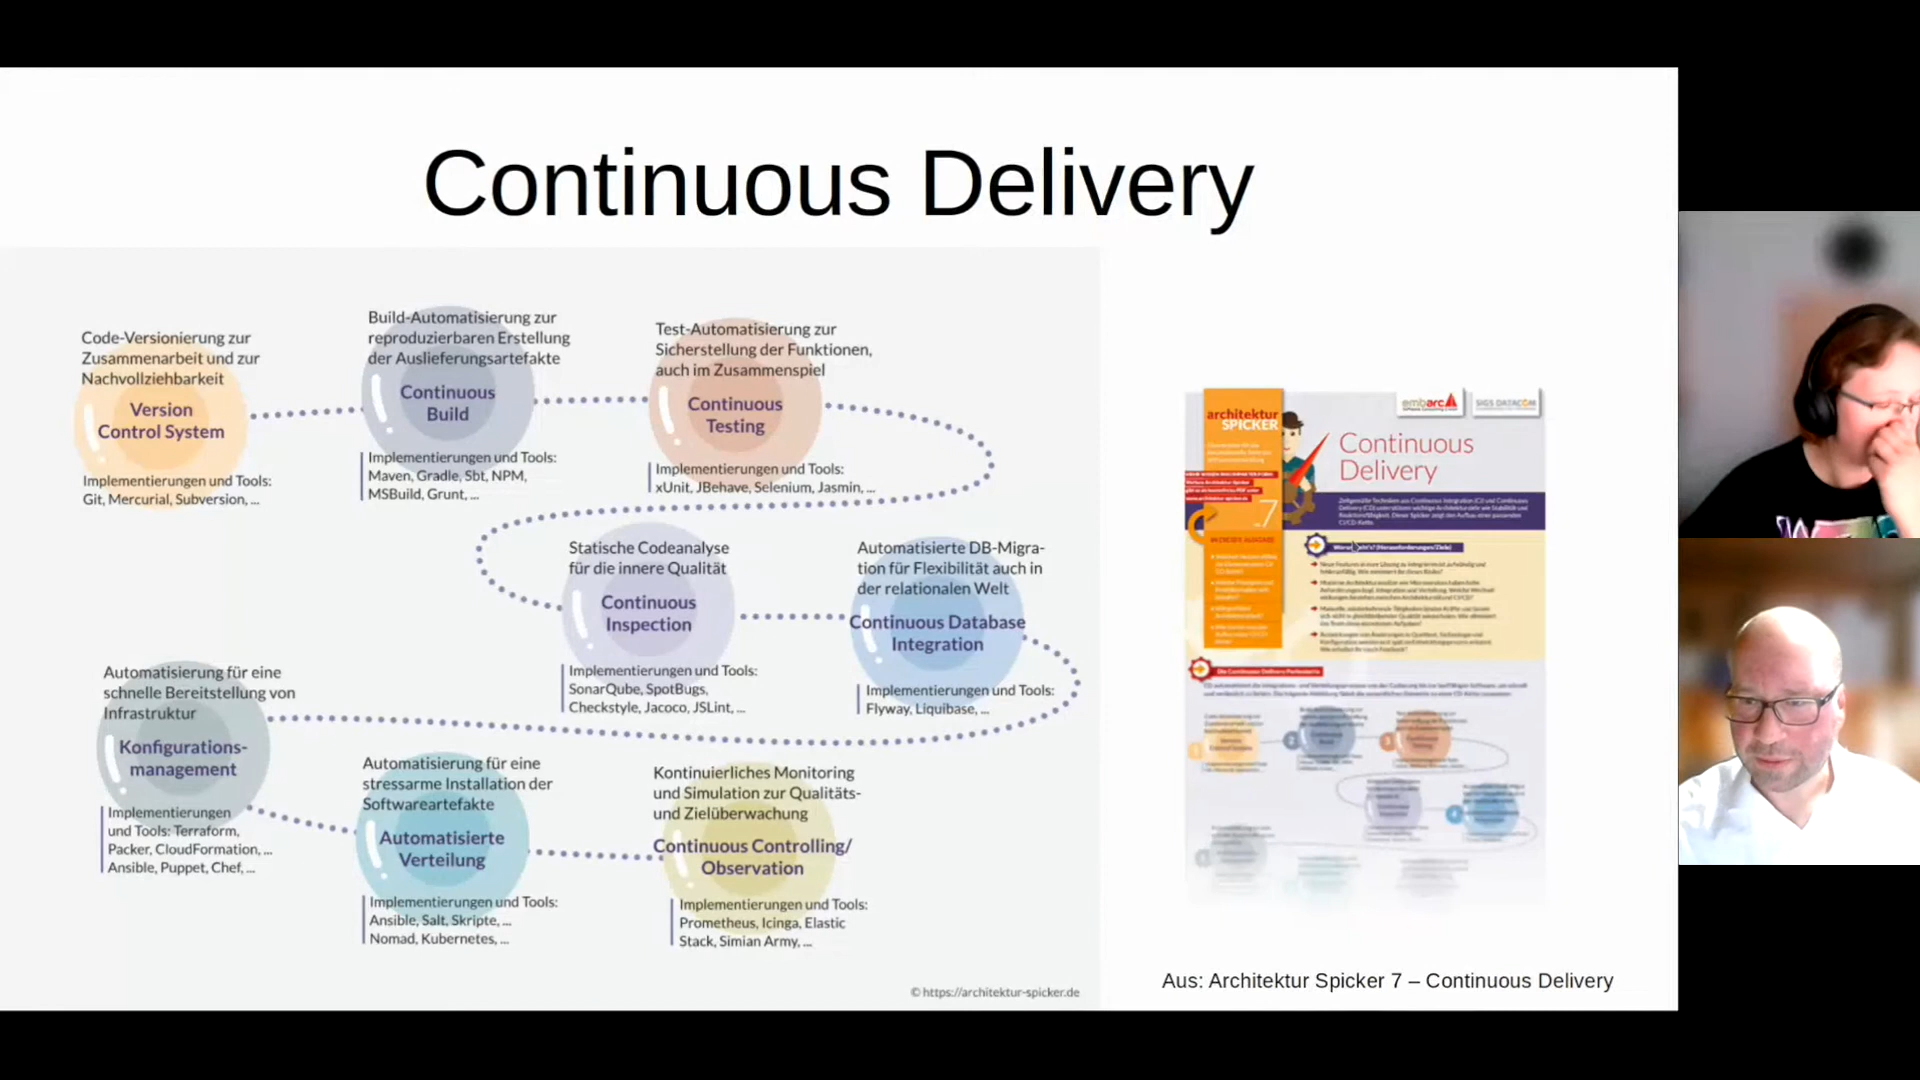 Continuous Delivery
Code-Versionierung zur
Zusammenarbeit und zur
Nachvollziehbarkeit
Version
Control System
Implementierungen und Tools:
Git, Mercurial, Subversion, ...
Build-Automatisierung zur
reproduzierbaren Erstellung
der Auslieferungsartefakte
Continuous
Build
Implementierungen und Tools:
Maven, Gradle, Sbt, NPM,
MSBuild, Grunt, ...
Test-Automatisierung zur
Sicherstellung der Funktionen,
auch im Zusammenspiel
Continuous
Testing
Implementierungen und Tools:
xUnit, JBehave, Selenium, Jasmin, ...
Statische Codeanalyse
für die innere Qualität
Continuous
Inspection
Implementierungen und Tools:
SonarQube, SpotBugs,
Checkstyle, Jacoco, JSLint, ...
Automatisierte DB-Migra-
tion für Flexibilität auch in
der relationalen Welt
Continuous Database
Integration
Implementierungen und Tools:
Flyway, Liquibase, ...
Automatisierung für eine
schnelle Bereitstellung von
Infrastruktur
Konfigurations-
management
Implementierungen
und Tools: Terraform,
Packer, CloudFormation, ...
Ansible, Puppet, Chef, ...
Automatisierung für eine
stressarme Installation der
Softwareartefakte
Automatisierte
Verteilung
Implementierungen und Tools:
Ansible, Salt, Skripte, ...
Nomad, Kubernetes, ...
Kontinuierliches Monitoring
und Simulation zur Qualitäts-
und Zielüberwachung
Continuous Controlling/
Observation
Implementierungen und Tools:
Prometheus, Icinga, Elastic
Stack, Simian Army, ...
© https://architektur-spicker.de
architektur
SPICKER
embarc
SIGS DATACOM
Continuous
Delivery
7
IN DIESER AUSGABE
Aus: Architektur Spicker 7 – Continuous Delivery